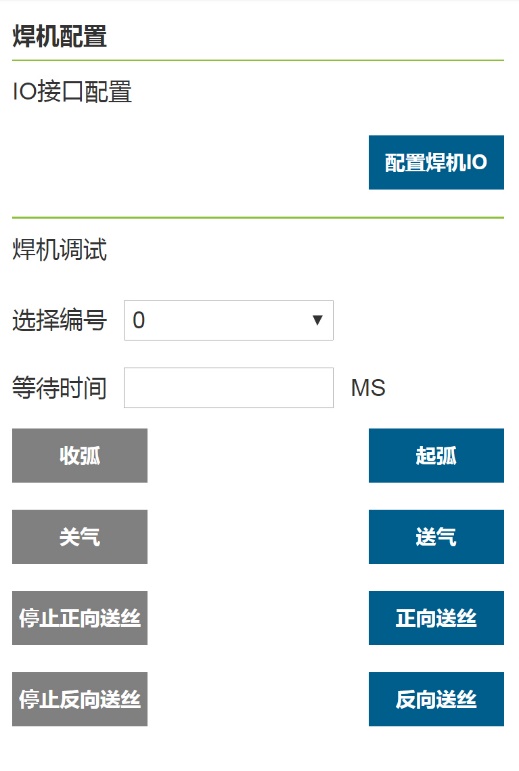 焊机配置
IO接口配置
配置焊机IO
焊机调试
选择编号 0
等待时间 MS
收弧 起弧
关气 送气
停止正向送丝 正向送丝
停止反向送丝 反向送丝